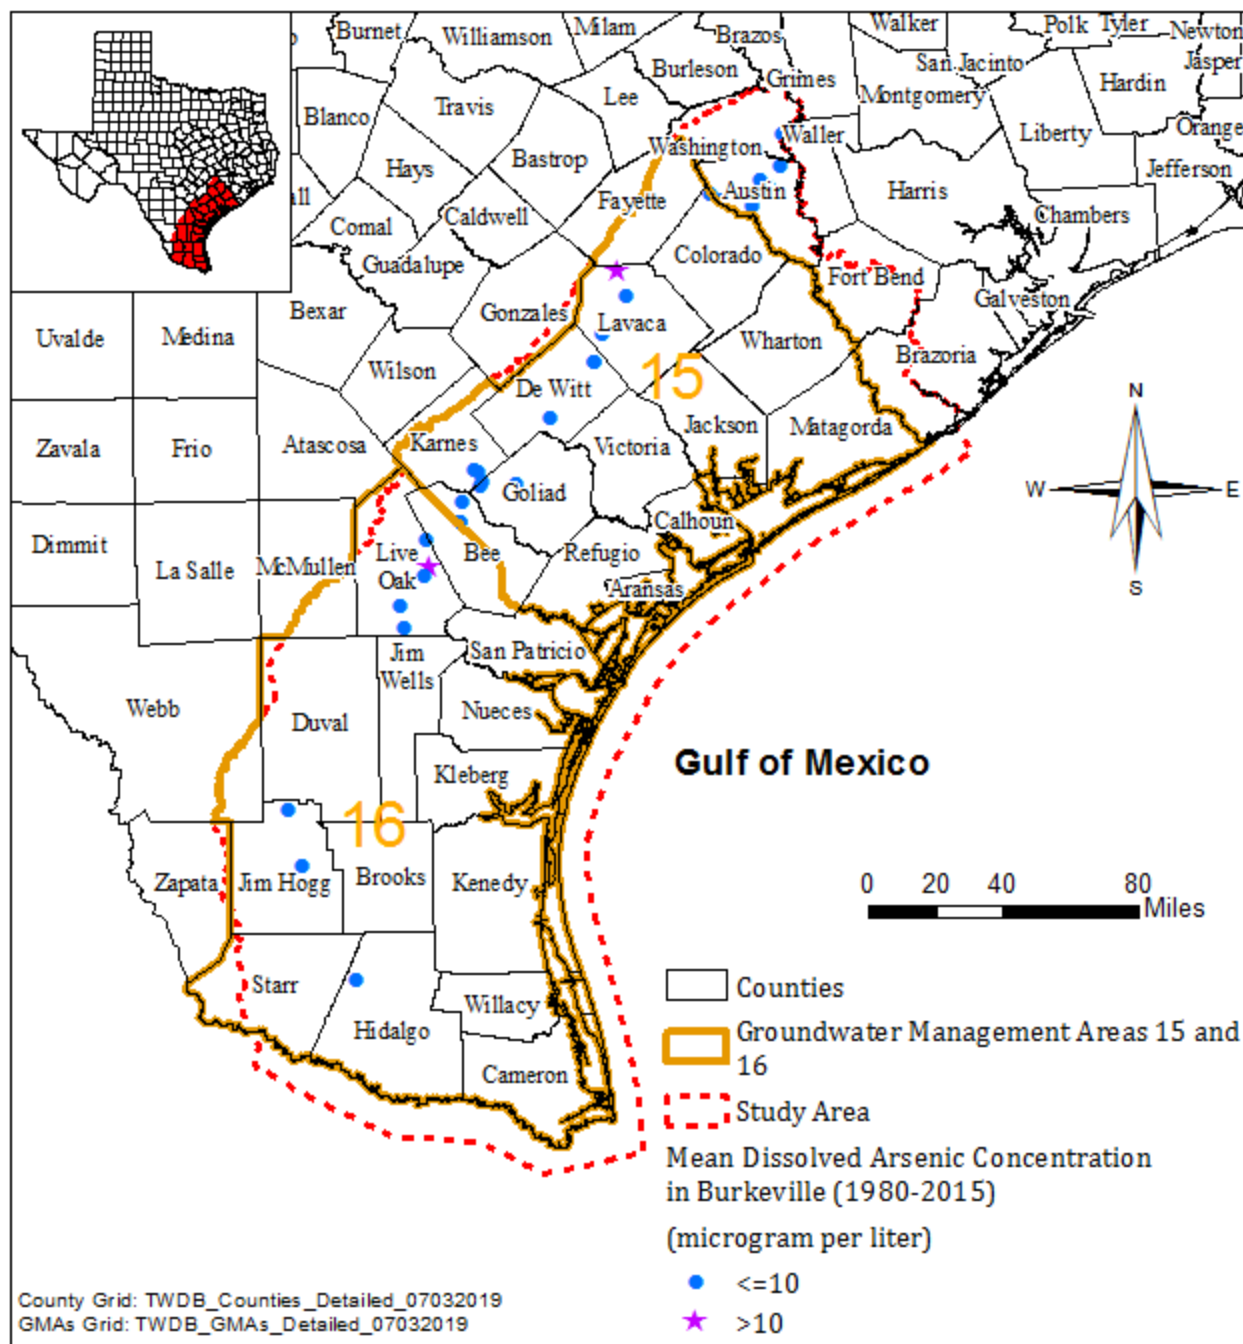 Burnet
Williamson
Milam
Brazos
Walker
Polk
Tyler
Newton
Burleson
Grimes
San Jacinto
Jasper
Hardin
Blanco
Travis
Lee
Montgomery
Liberty
Orange
Washington
Waller
Hays
Bastrop
Jefferson
Fayette
Austin
Harris
Comal
Caldwell
Chambers
Guadalupe
Colorado
Fort Bend
Galveston
Bexar
Gonzales
Lavaca
Uvalde
Medina
Wharton
Brazoria
Wilson
De Witt
15
N
Zavala
Frio
Atascosa
Karnes
Victoria
Jackson
Matagorda
Goliad
W
E
Dimmit
Calhoun
La Salle
McMullen
Live
Oak
Bee
Refugio
Aransas
S
San Patricio
Jim
Wells
Webb
Duval
Nueces
Gulf of Mexico
Kleberg
16
Zapata
Jim Hogg
Brooks
Kenedy
0 20 40 80
Miles
Starr
Hidalgo
Willacy
Cameron
Counties
Groundwater Management Areas 15 and
16
Study Area
Mean Dissolved Arsenic Concentration
in Burkeville (1980-2015)
(microgram per liter)
<=10
>10
County Grid: TWDB_Counties_Detailed_07032019
GMAs Grid: TWDB_GMAs_Detailed_07032019